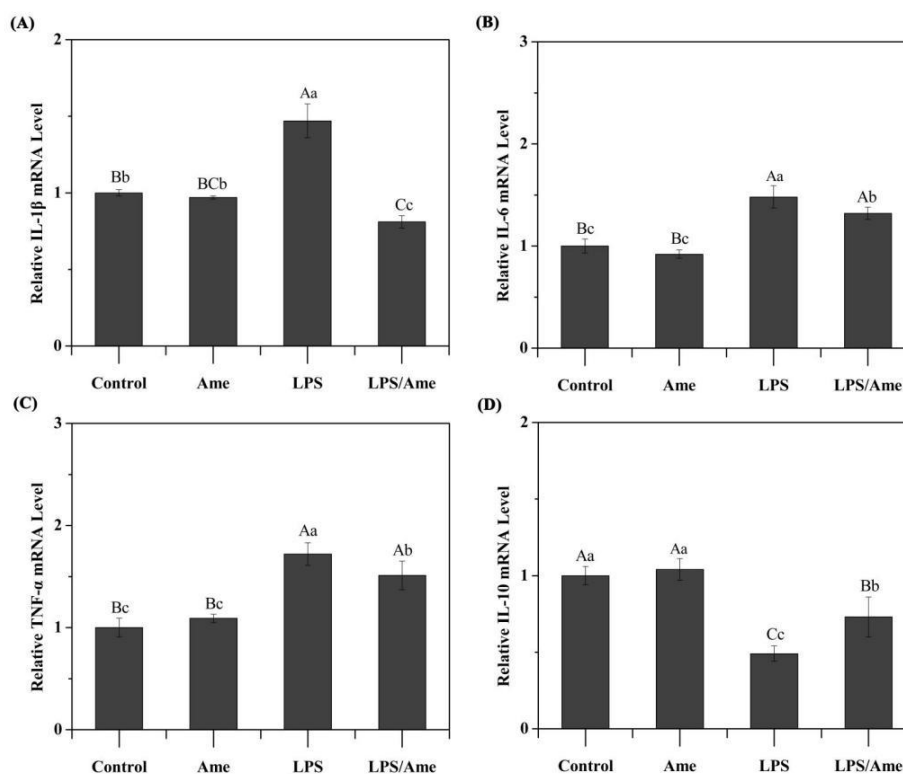 (A)
Relative IL-1β mRNA Level
2
1
0
Bb
BCb
Aa
Cc
Control
Ame
LPS
LPS/Ame
(B)
Relative IL-6 mRNA Level
3
2
1
0
Bc
Bc
Aa
Ab
Control
Ame
LPS
LPS/Ame
(C)
Relative TNF-α mRNA Level
3
2
1
0
Bc
Bc
Aa
Ab
Control
Ame
LPS
LPS/Ame
(D)
Relative IL-10 mRNA Level
2
1
0
Aa
Aa
Cc
Bb
Control
Ame
LPS
LPS/Ame